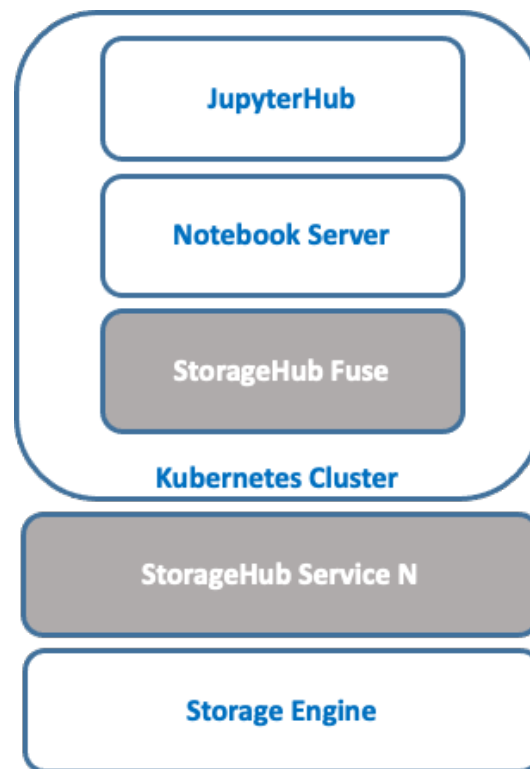 JupyterHub
Notebook Server
StorageHub Fuse
Kubernetes Cluster
StorageHub Service N
Storage Engine